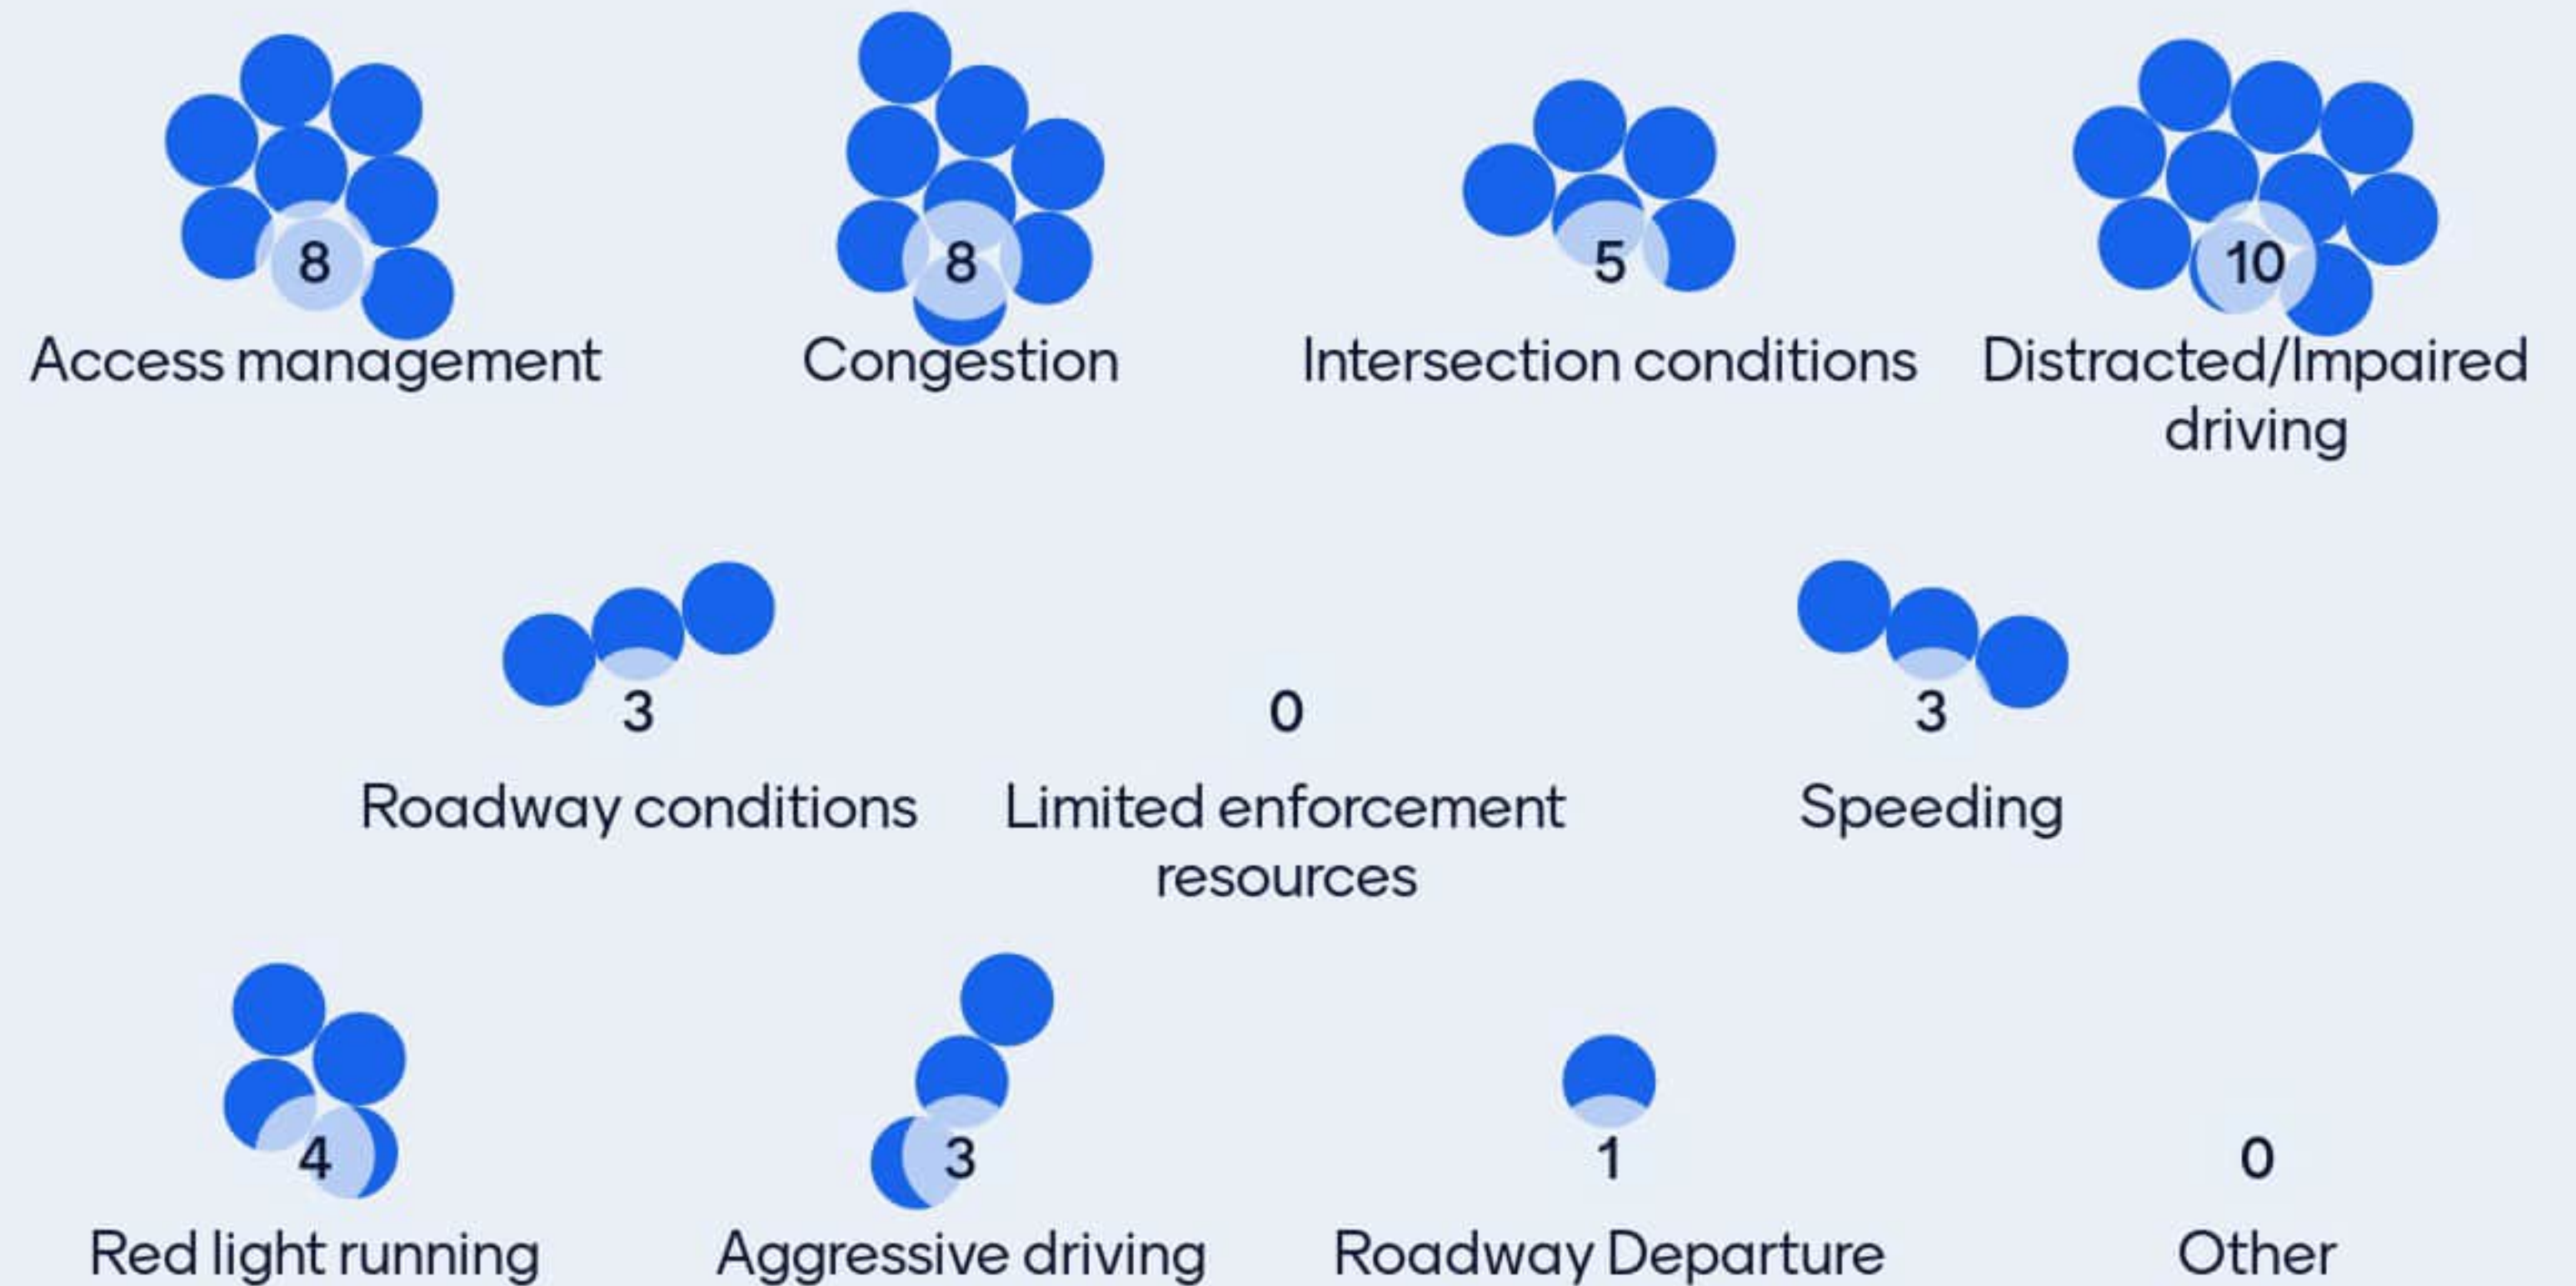 8
8
5
10
Access management
Congestion
Intersection conditions
Distracted/Impaired
driving
3
0
3
Roadway conditions
Limited enforcement
resources
Speeding
4
3
1
0
Red light running
Aggressive driving
Roadway Departure
Other